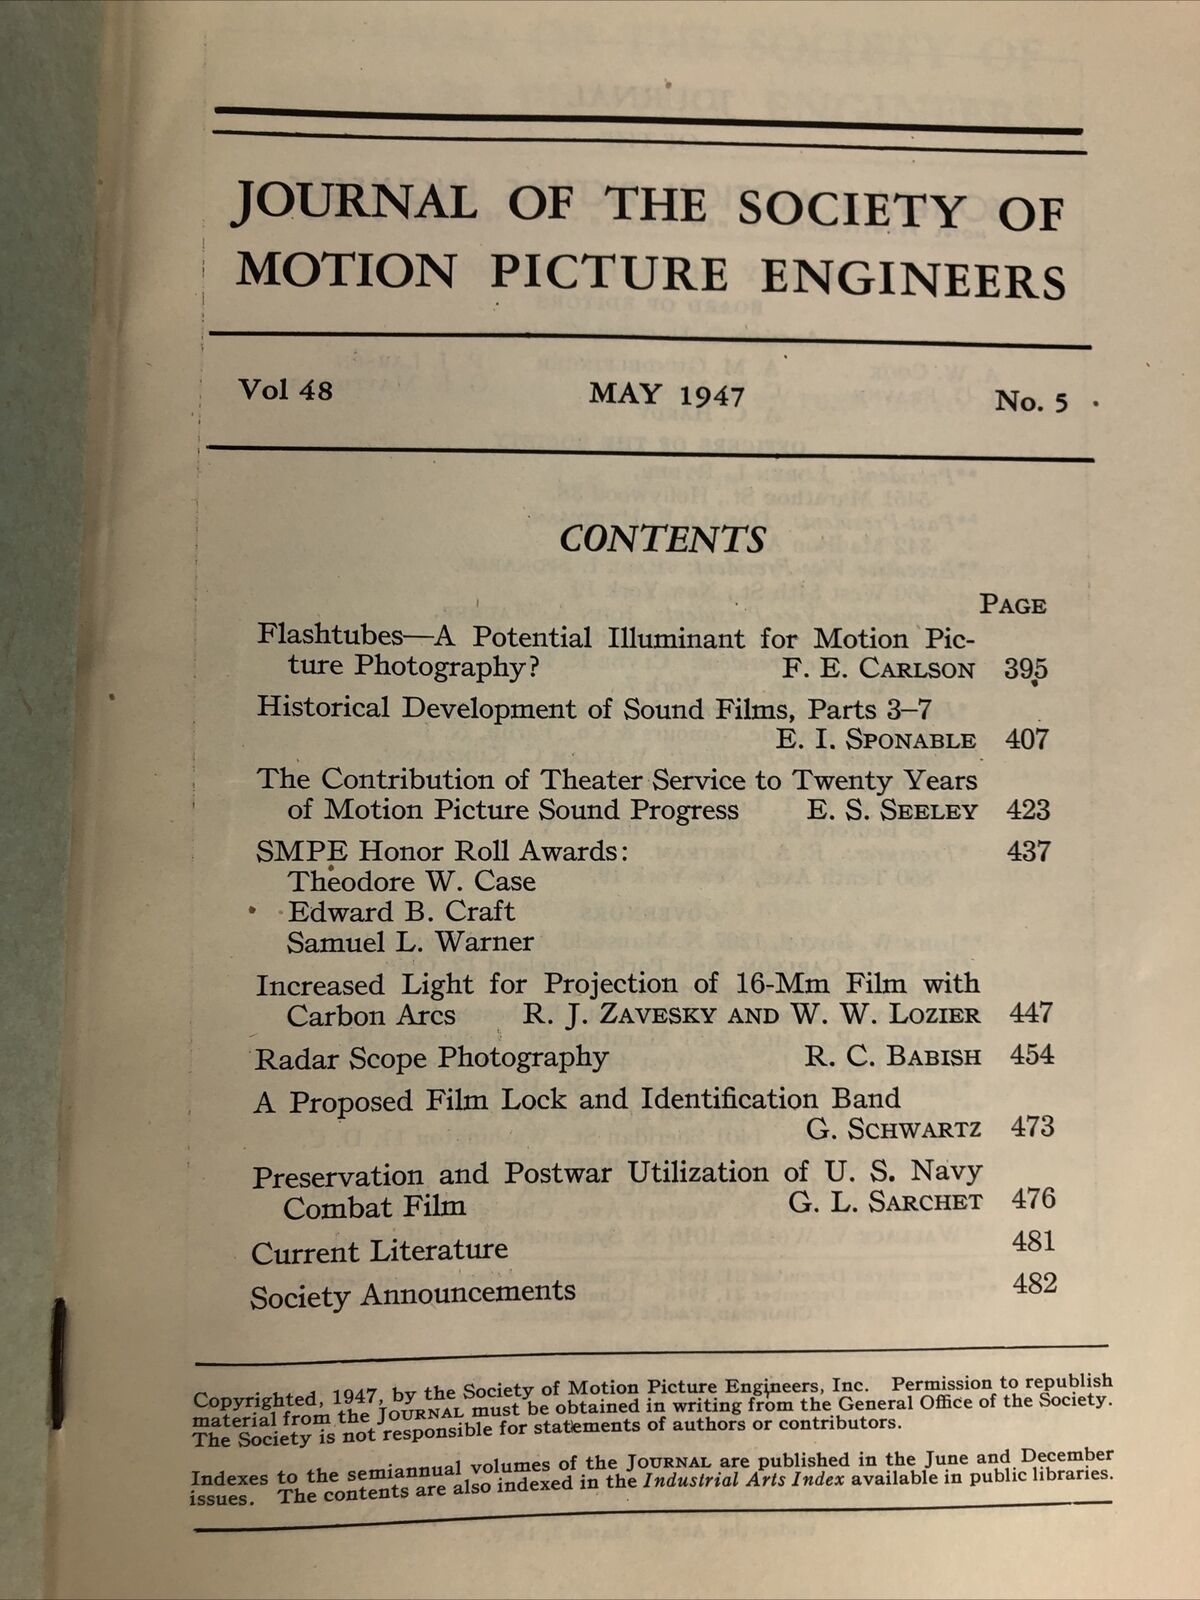 JOURNAL OF THE SOCIETY OF
MOTION PICTURE ENGINEERS
Vol 48 MAY 1947 No. 5
CONTENTS
PAGE
Flashtubes—A Potential Illuminant for Motion Pic-
ture Photography? F. E. CARLSON 395
Historical Development of Sound Films, Parts 3–7
E. I. SPONABLE 407
The Contribution of Theater Service to Twenty Years
of Motion Picture Sound Progress E. S. SEELEY 423
SMPE Honor Roll Awards: 437
Theodore W. Case
Edward B. Craft
Samuel L. Warner
Increased Light for Projection of 16-Mm Film with
Carbon Arcs R. J. ZAVESKY AND W. W. LOZIER 447
Radar Scope Photography R. C. BABISH 454
A Proposed Film Lock and Identification Band
G. SCHWARTZ 473
Preservation and Postwar Utilization of U. S. Navy
Combat Film G. L. SARCHET 476
Current Literature 481
Society Announcements 482
Copyrighted, 1947, by the Society of Motion Picture Engineers, Inc. Permission to republish
material from the JOURNAL must be obtained in writing from the General Office of the Society.
The Society is not responsible for statements of authors or contributors.
Indexes to the semiannual volumes of the JOURNAL are published in the June and December
issues. The contents are also indexed in the Industrial Arts Index available in public libraries.